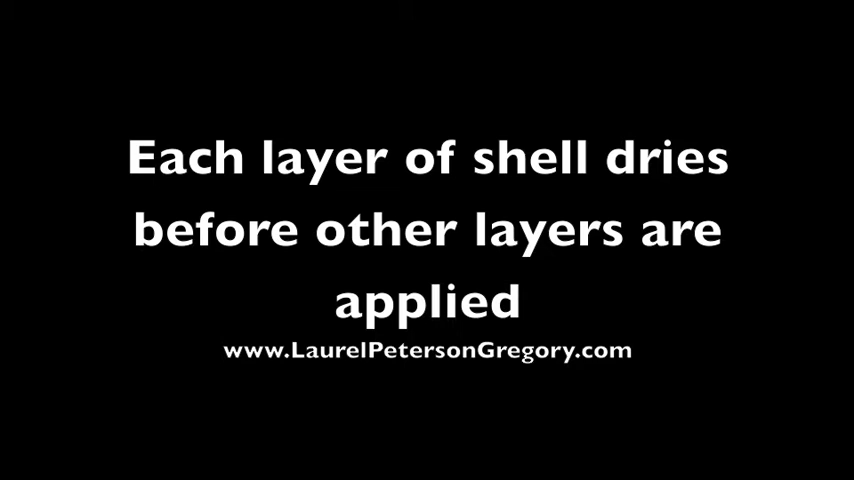 Each layer of shell dries
before other layers are
applied
www.LaurelPetersonGregory.com